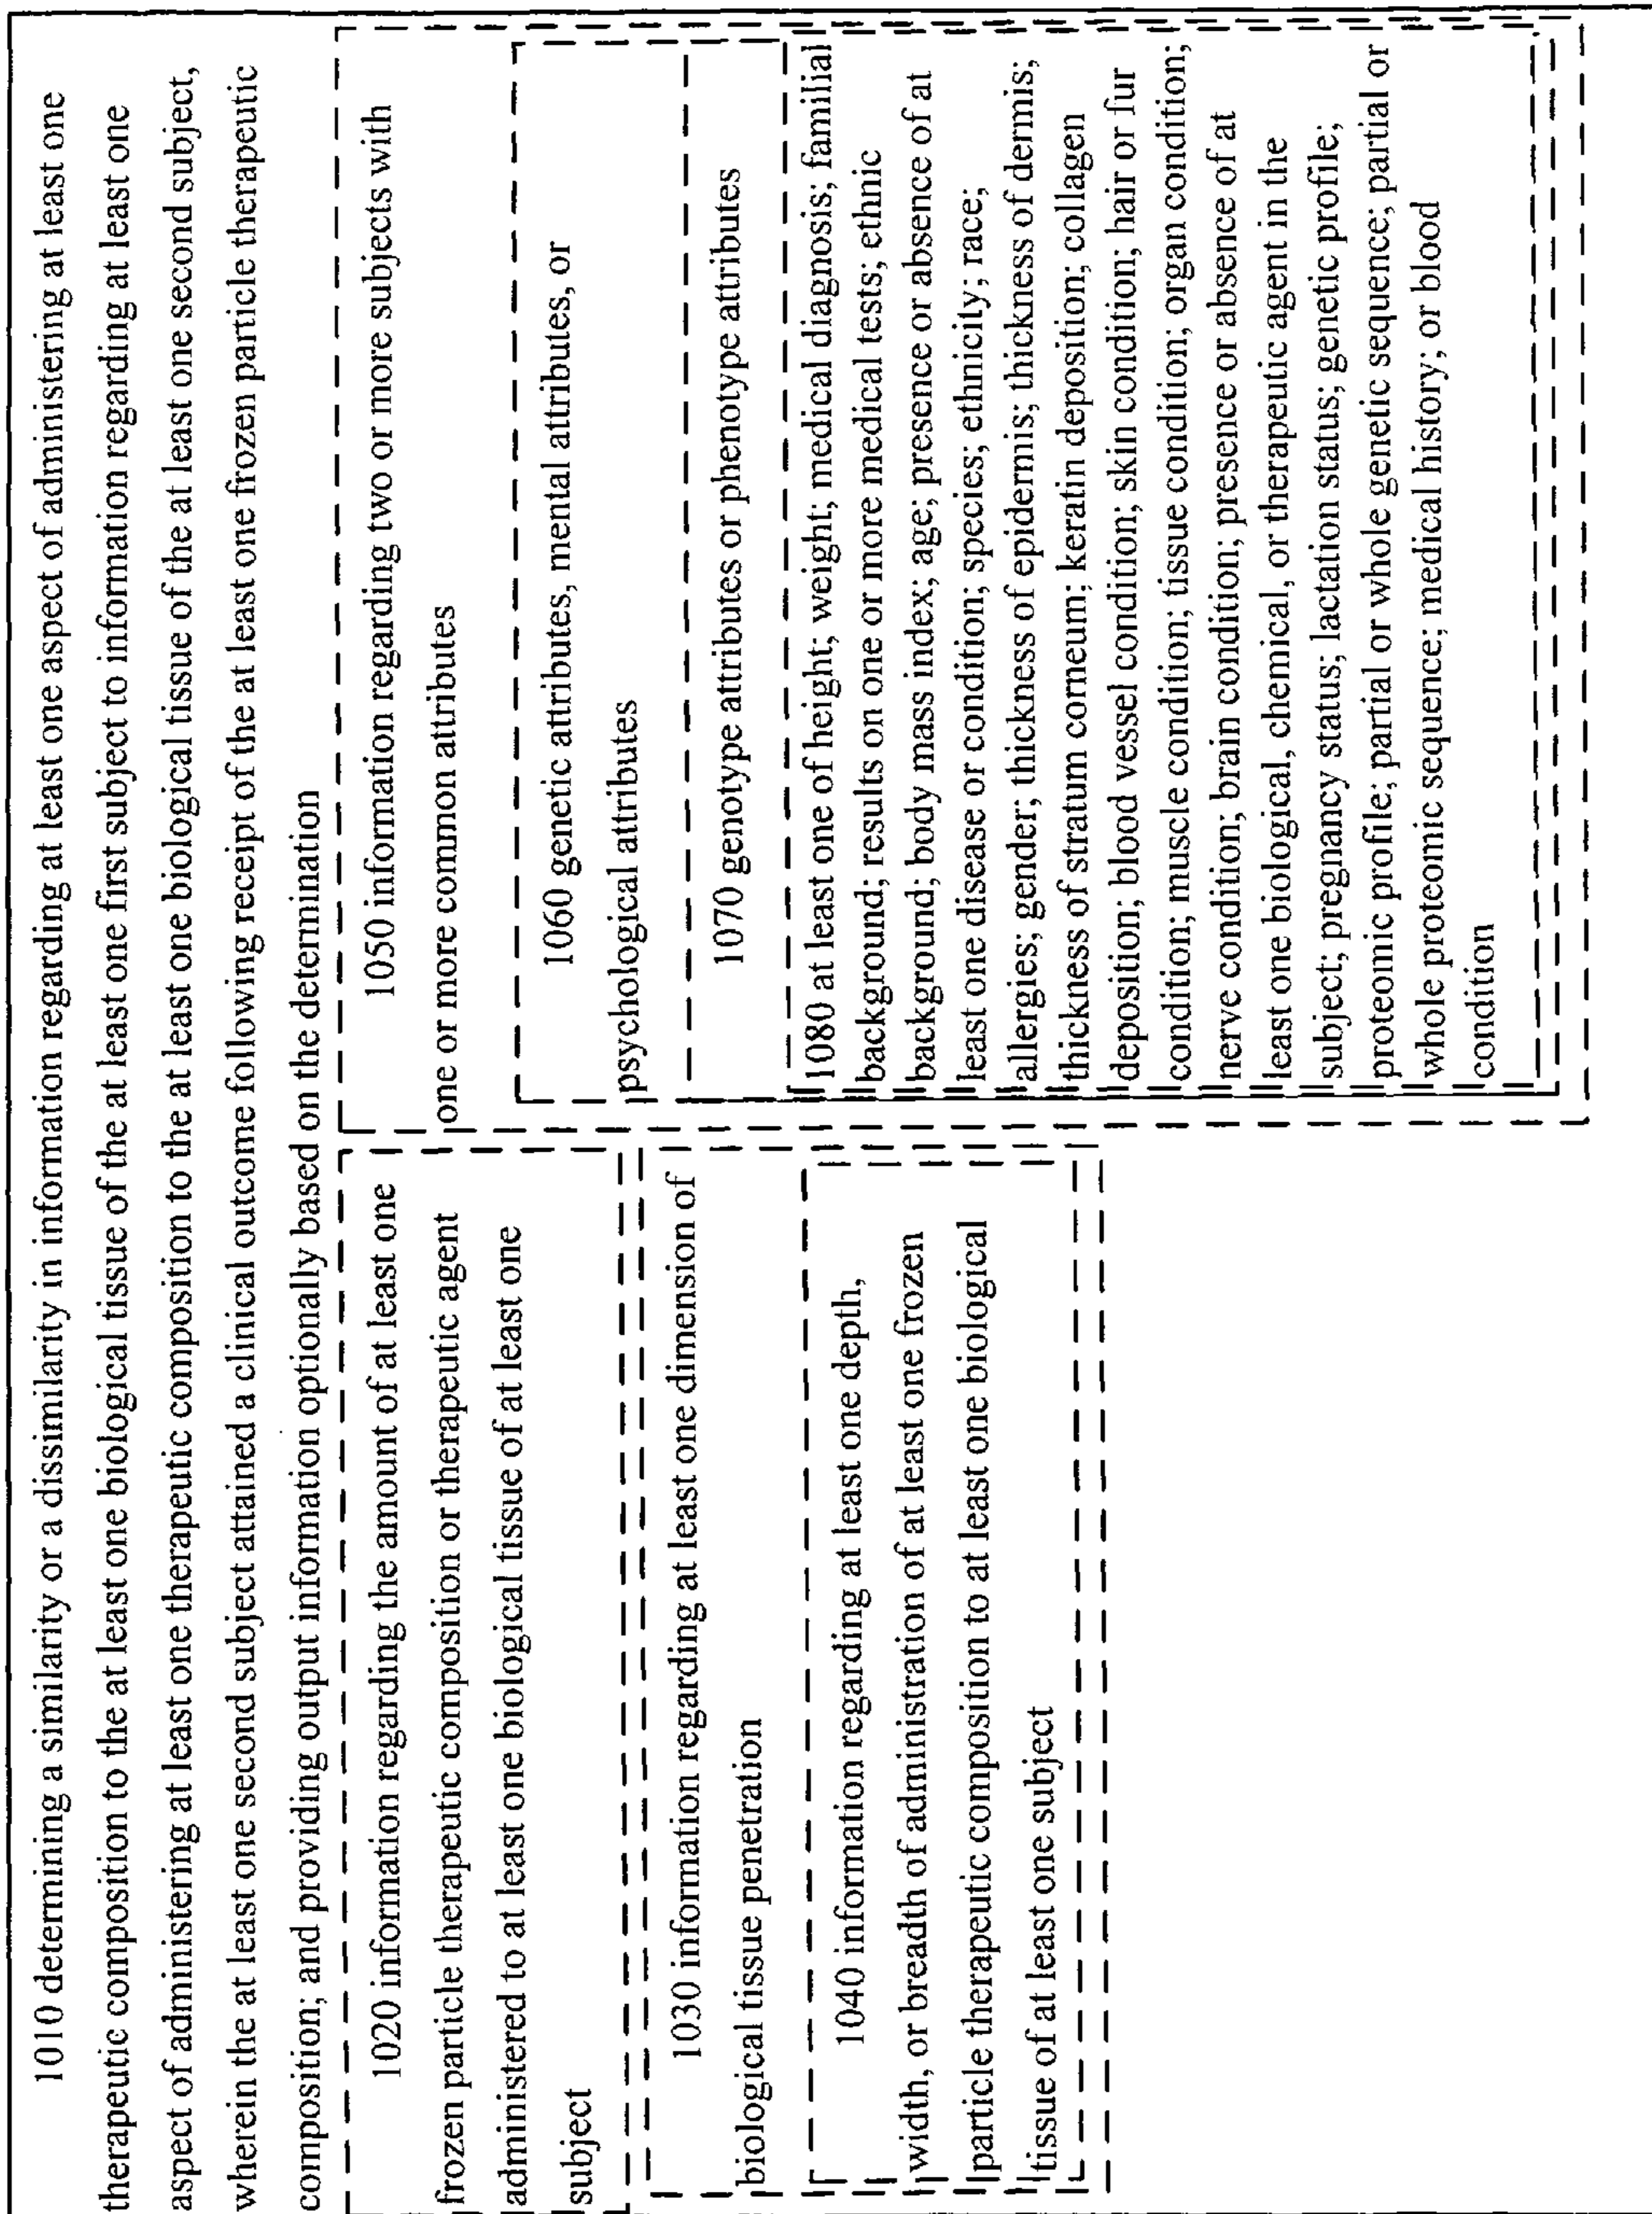 1010 determining a similarity or a dissimilarity in information regarding at least one aspect of administering at least one
therapeutic composition to the at least one biological tissue of the at least one first subject to information regarding at least one
aspect of administering at least one therapeutic composition to the at least one biological tissue of the at least one second subject,
wherein the at least one second subject attained a clinical outcome following receipt of the at least one frozen particle therapeutic
composition; and providing output information optionally based on the determination
1020 information regarding the amount of at least one
frozen particle therapeutic composition or therapeutic agent
administered to at least one biological tissue of at least one
subject
1030 information regarding at least one dimension of
biological tissue penetration
1040 information regarding at least one depth,
width, or breadth of administration of at least one frozen
particle therapeutic composition to at least one biological
tissue of at least one subject
1050 information regarding two or more subjects with
one or more common attributes
1060 genetic attributes, mental attributes, or
psychological attributes
1070 genotype attributes or phenotype attributes
1080 at least one of height; weight; medical diagnosis; familial
background; results on one or more medical tests; ethnic
background; body mass index; age; presence or absence of at
least one disease or condition; species; ethnicity; race;
allergies; gender; thickness of epidermis; thickness of dermis;
thickness of stratum corneum; keratin deposition; collagen
deposition; blood vessel condition; skin condition; hair or fur
condition; muscle condition; tissue condition; organ condition;
nerve condition; brain condition; presence or absence of at
least one biological, chemical, or therapeutic agent in the
subject; pregnancy status; lactation status; genetic profile;
proteomic profile; partial or whole genetic sequence; partial or
whole proteomic sequence; medical history; or blood
condition